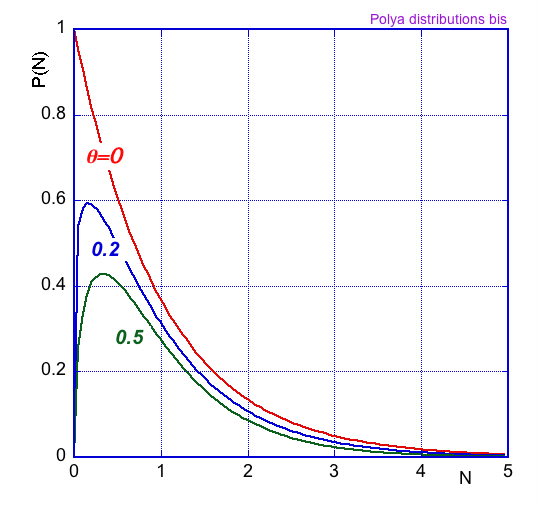 Polya distributions bis
P(N)
1
0.8
0.6
0.4
0.2
0
θ=0
0.2
0.5
0 1 2 3 4 5
N